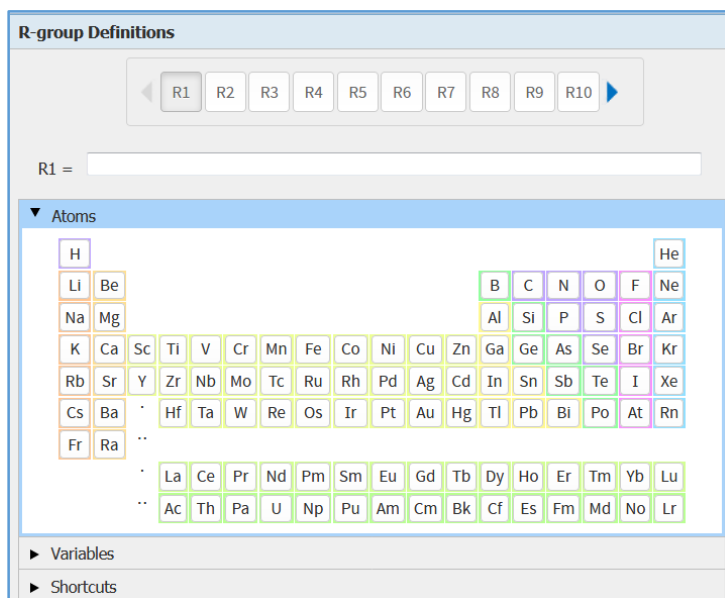 R-group Definitions
R1 R2 R3 R4 R5 R6 R7 R8 R9 R10
R1 =
Atoms
H He
Li Be B C N O F Ne
Na Mg Al Si P S Cl Ar
K Ca Sc Ti V Cr Mn Fe Co Ni Cu Zn Ga Ge As Se Br Kr
Rb Sr Y Zr Nb Mo Tc Ru Rh Pd Ag Cd In Sn Sb Te I Xe
Cs Ba . Hf Ta W Re Os Ir Pt Au Hg Tl Pb Bi Po At Rn
Fr Ra ..
. La Ce Pr Nd Pm Sm Eu Gd Tb Dy Ho Er Tm Yb Lu
.. Ac Th Pa U Np Pu Am Cm Bk Cf Es Fm Md No Lr
Variables
Shortcuts